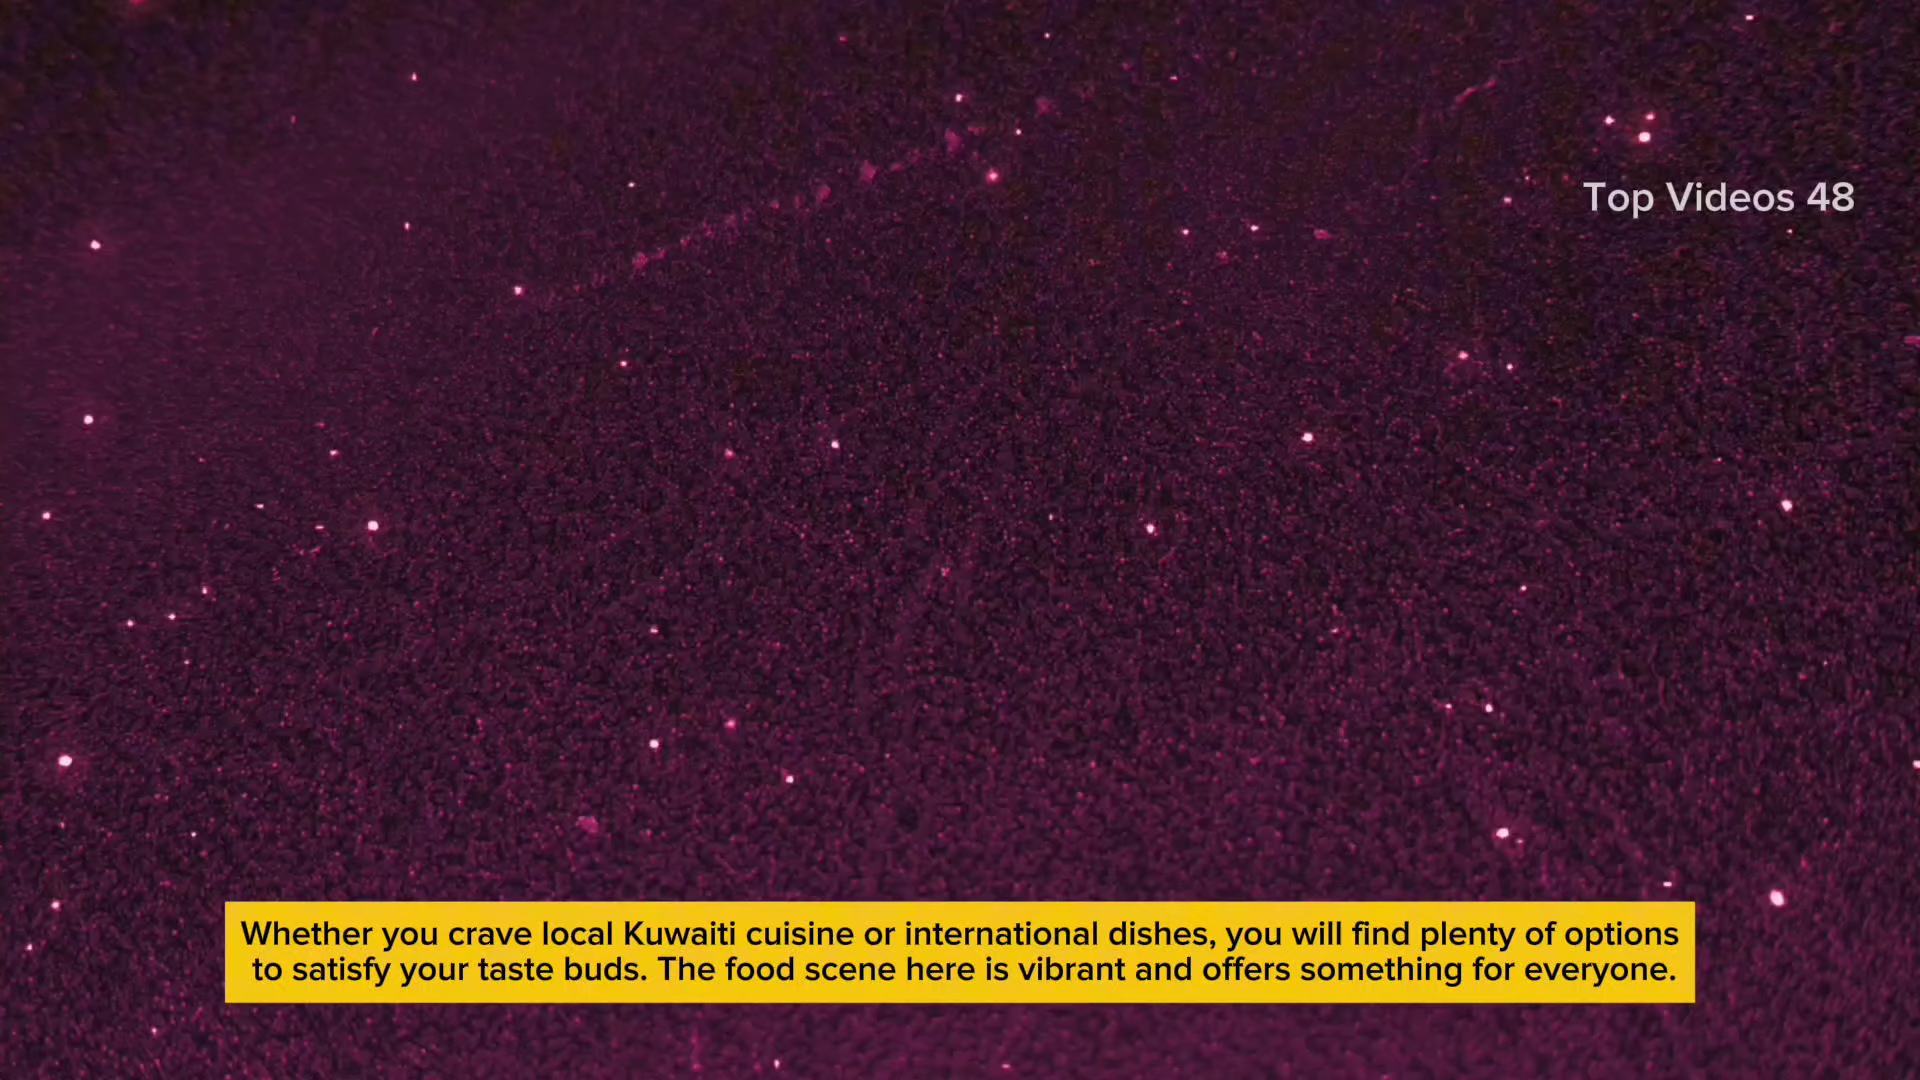 Top Videos 48
Whether you crave local Kuwaiti cuisine or international dishes, you will find plenty of options
to satisfy your taste buds. The food scene here is vibrant and offers something for everyone.